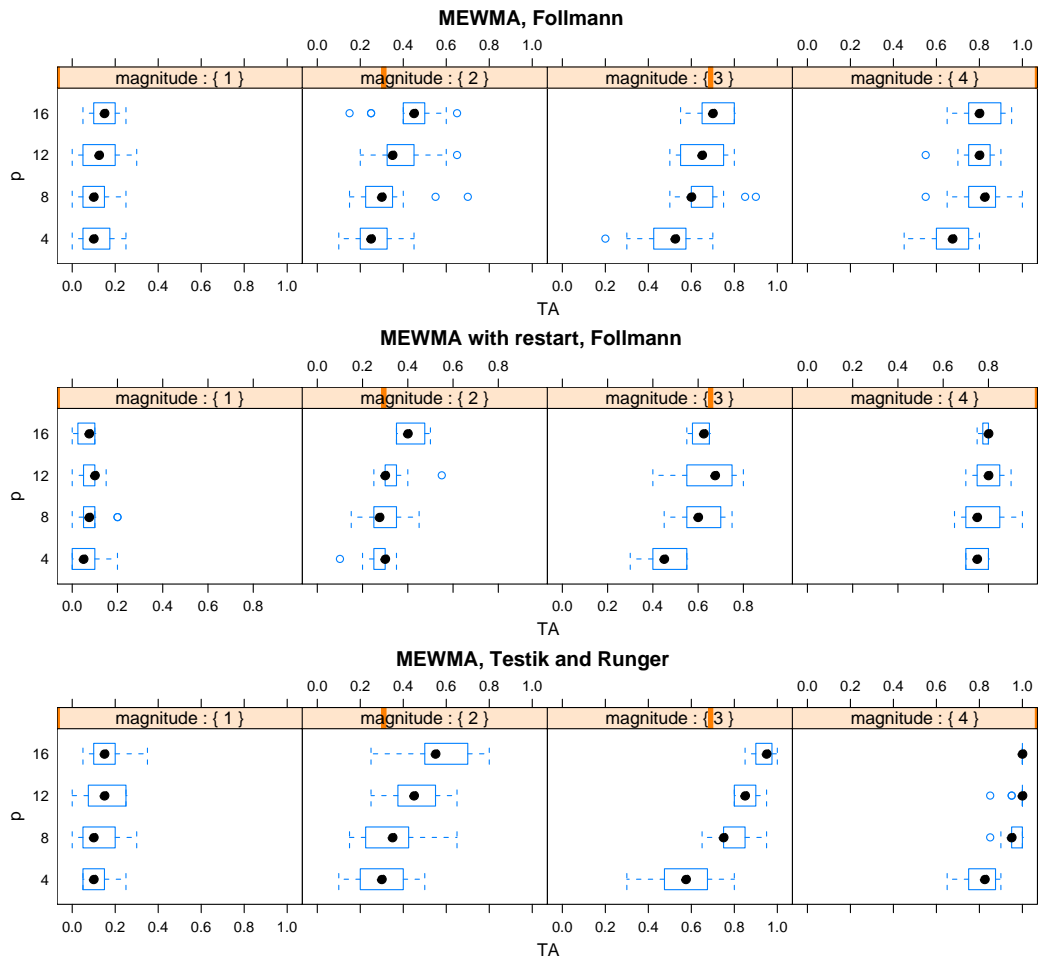 MEWMA, Follmann
0.0 0.2 0.4 0.6 0.8 1.0 0.0 0.2 0.4 0.6 0.8 1.0
magnitude : { 1 } magnitude : { 2 } magnitude : { 3 } magnitude : { 4 }
16
12
8
4
p
0.0 0.2 0.4 0.6 0.8 1.0 0.0 0.2 0.4 0.6 0.8 1.0
TA
MEWMA with restart, Follmann
0.0 0.2 0.4 0.6 0.8 0.0 0.2 0.4 0.6 0.8
magnitude : { 1 } magnitude : { 2 } magnitude : { 3 } magnitude : { 4 }
16
12
8
4
p
0.0 0.2 0.4 0.6 0.8 0.0 0.2 0.4 0.6 0.8
TA
MEWMA, Testik and Runger
0.0 0.2 0.4 0.6 0.8 1.0 0.0 0.2 0.4 0.6 0.8 1.0
magnitude : { 1 } magnitude : { 2 } magnitude : { 3 } magnitude : { 4 }
16
12
8
4
p
0.0 0.2 0.4 0.6 0.8 1.0 0.0 0.2 0.4 0.6 0.8 1.0
TA